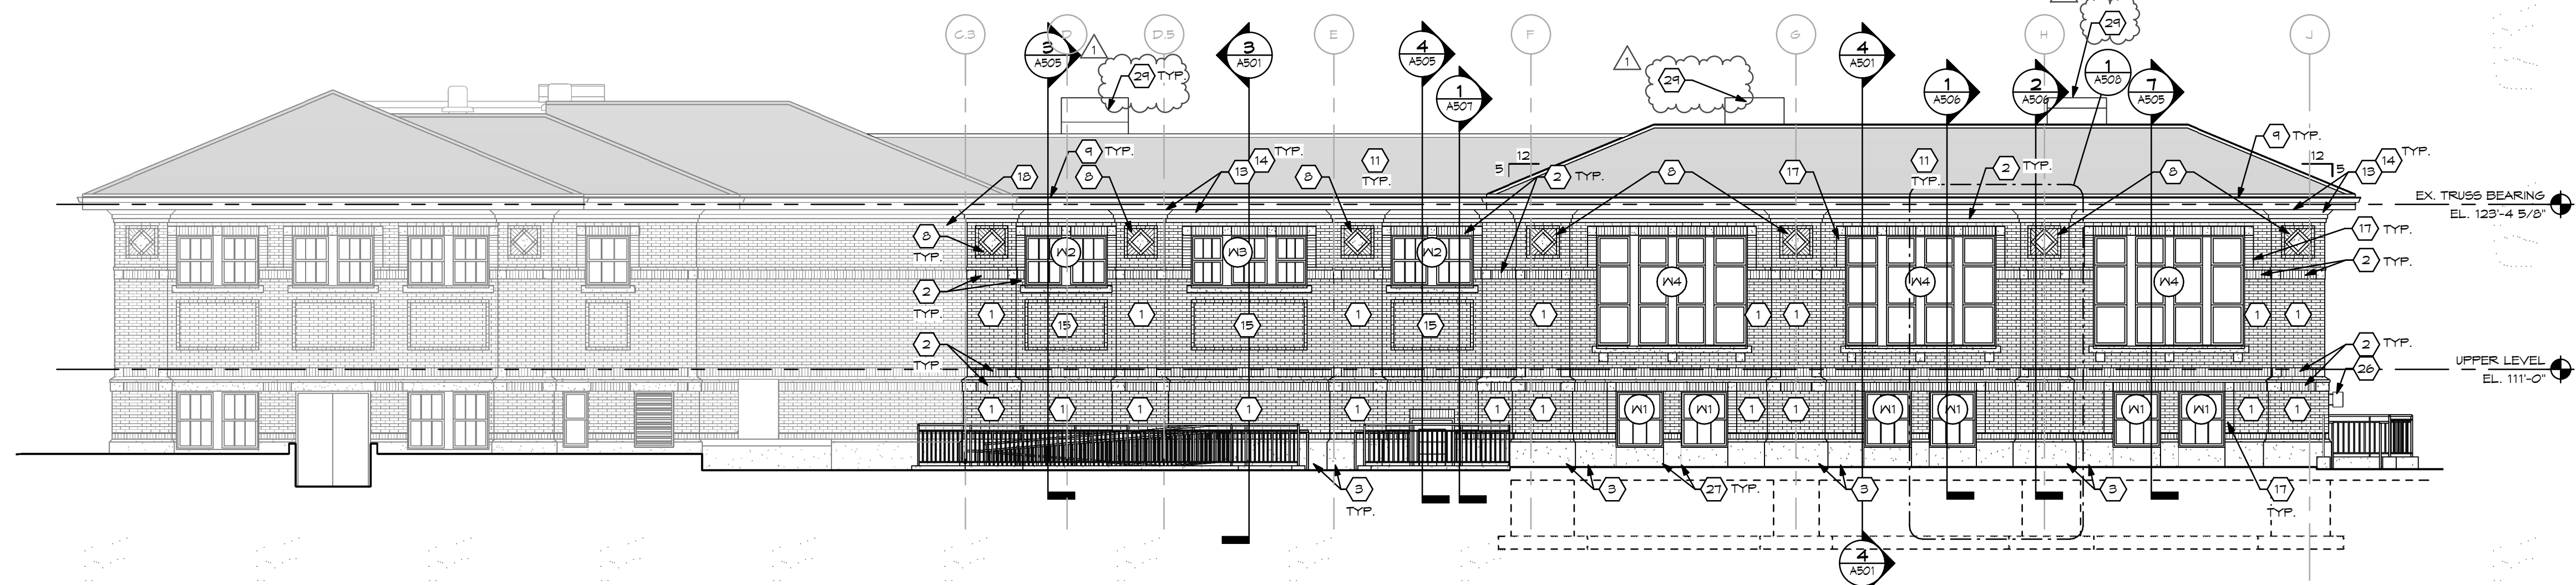 29
C.3
D
D.5
E
F
G
H
J
3
A505
1
29 TYP.
3
A501
4
A505
1
A507
1
29
4
A501
1
A506
2
A506
1
A508
7
A505
9 TYP.
18
8
13 14 TYP.
8
11
TYP.
5 12
2 TYP.
8
17
11
TYP.
2 TYP.
8
9 TYP.
12 5
13 14 TYP.
EX. TRUSS BEARING
EL. 123'-4 5/8"
8
TYP.
W2
W3
W2
17 TYP.
2 TYP.
2
TYP.
W4
W4
W4
1
15
1
15
1
15
1
1
1
1
1
2
TYP.
2 TYP.
26
UPPER LEVEL
EL. 111'-0"
1
1
1
1
1
1
1
W1
W1
1
1
W1
W1
W1
W1
1
1
3
TYP.
3
27 TYP.
3
3
17
TYP.
4
A501